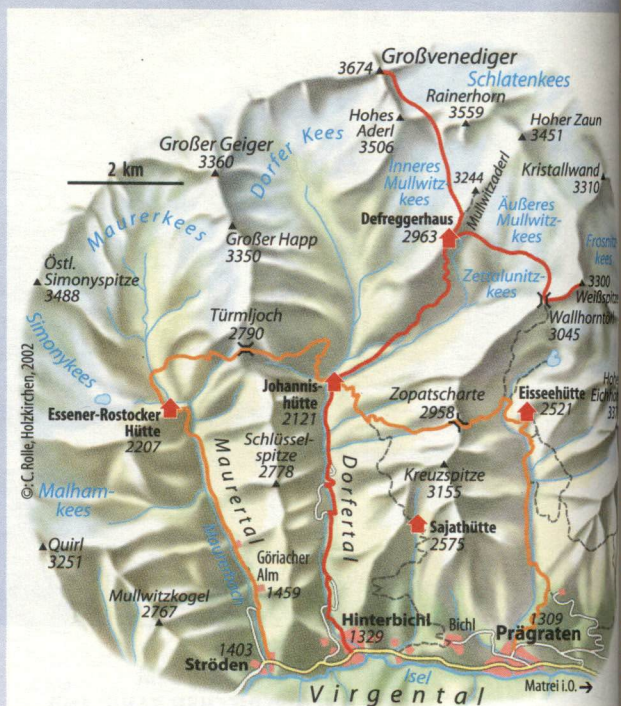 Großvenediger
3674
Schlatenkees
Rainerhorn
3559
Hohes
Aderl
3506
Hoher Zaun
3451
Dorfer Kees
Großer Geiger
3360
2 km
Inneres
Mullwitz-
kees
3244
Mullwitzaderl
Kristallwand
3310
Äußeres
Mullwitz-
kees
Defreggerhaus
2963
Maurerkees
Großer Happ
3350
Frosnitz
kees
Östl.
Simonyspitze
3488
Zettalunitz-
kees
3300
Weißspitz
Türmljoch
2790
Wallhorntörl
3045
Simonykees
Johannis-
hütte
2121
Zopatscharte
2958
Eisseehütte
2521
Essener-Rostocker
Hütte
2207
Schlüssel-
spitze
2778
Maurertal
Dorfertal
Kreuzspitze
3155
Malham-
kees
Sajathütte
2575
Quirl
3251
Göriacher
Alm
1459
Mullwitzkogel
2767
Hinterbichl
1329
Bichl
1309
Prägraten
1403
Ströden
Isel
Virgental
Matrei i.O. →
©: C. Rolle, Holzkirchen, 2002